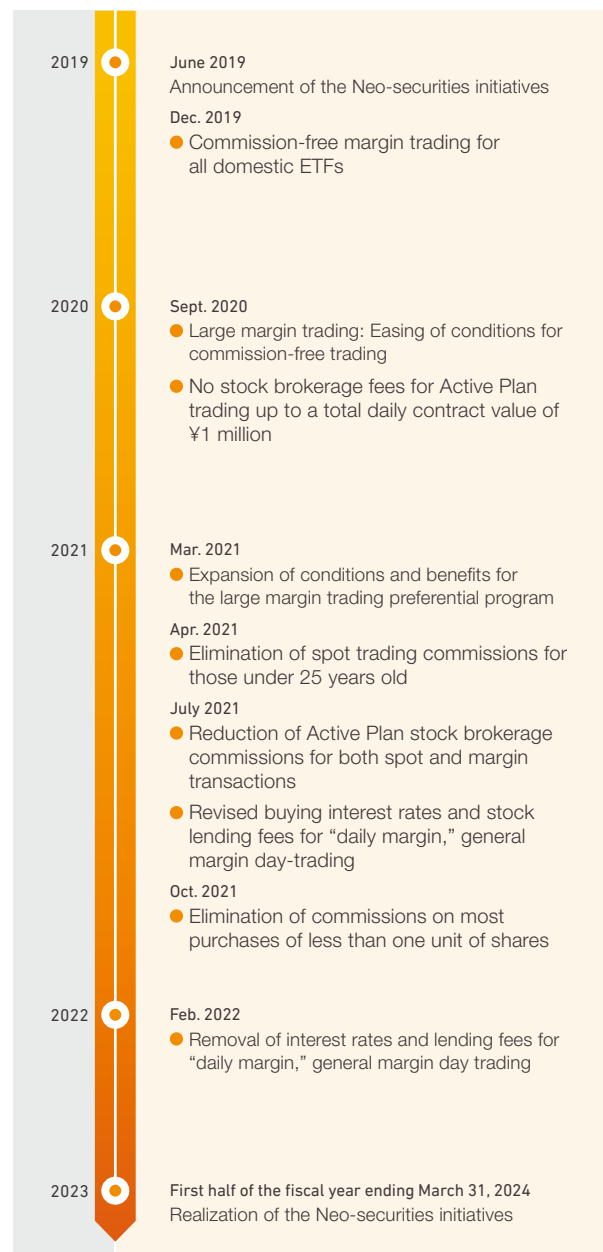 2019
June 2019
Announcement of the Neo-securities initiatives
Dec. 2019
Commission-free margin trading for
all domestic ETFs
2020
Sept. 2020
Large margin trading: Easing of conditions for
commission-free trading
No stock brokerage fees for Active Plan
trading up to a total daily contract value of
¥1 million
2021
Mar. 2021
Expansion of conditions and benefits for
the large margin trading preferential program
Apr. 2021
Elimination of spot trading commissions for
those under 25 years old
July 2021
Reduction of Active Plan stock brokerage
commissions for both spot and margin
transactions
Revised buying interest rates and stock
lending fees for “daily margin,” general
margin day-trading
Oct. 2021
Elimination of commissions on most
purchases of less than one unit of shares
2022
Feb. 2022
Removal of interest rates and lending fees for
“daily margin,” general margin day trading
2023
First half of the fiscal year ending March 31, 2024
Realization of the Neo-securities initiatives